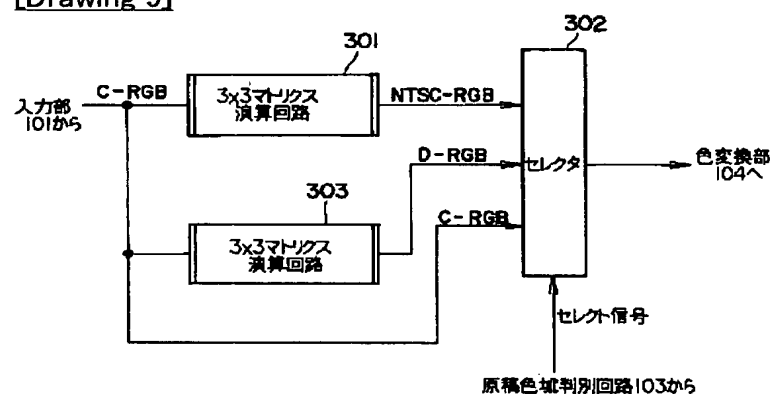 [Drawing 9]
301
302
C-RGB
3x3マトリクス
演算回路
NTSC-RGB
入力部
101から
D-RGB
セレクタ
色変換部
104へ
303
C-RGB
3x3マトリクス
演算回路
セレクト信号
原稿色域判別回路103から